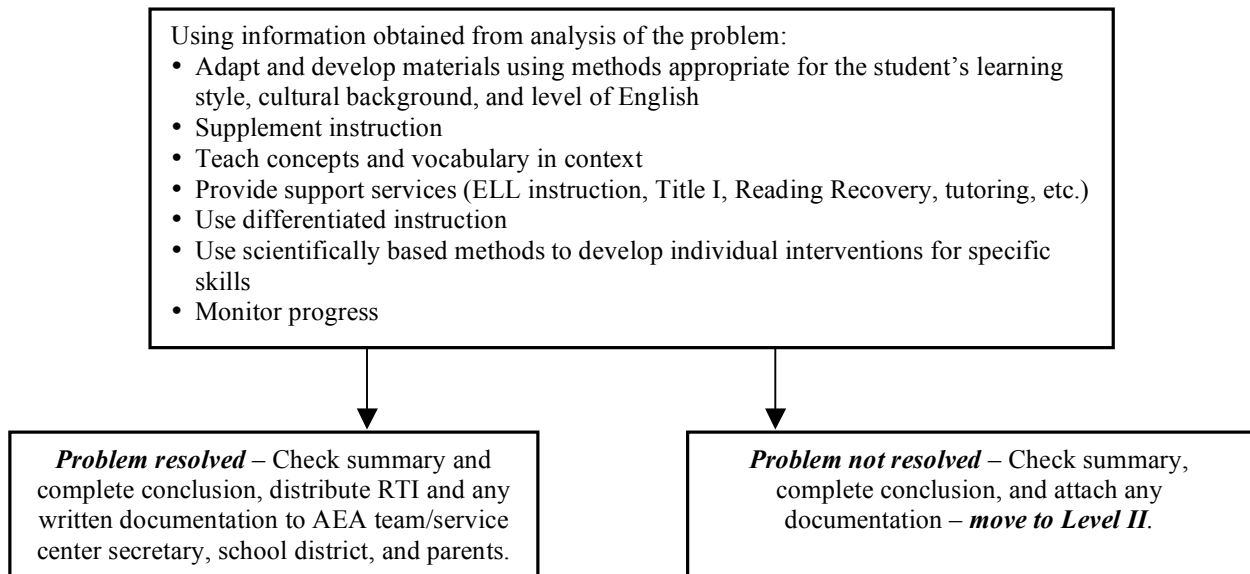 Using information obtained from analysis of the problem:
• Adapt and develop materials using methods appropriate for the student’s learning
style, cultural background, and level of English
• Supplement instruction
• Teach concepts and vocabulary in context
• Provide support services (ELL instruction, Title I, Reading Recovery, tutoring, etc.)
• Use differentiated instruction
• Use scientifically based methods to develop individual interventions for specific
skills
• Monitor progress
Problem resolved – Check summary and
complete conclusion, distribute RTI and any
written documentation to AEA team/service
center secretary, school district, and parents.
Problem not resolved – Check summary,
complete conclusion, and attach any
documentation – move to Level II.